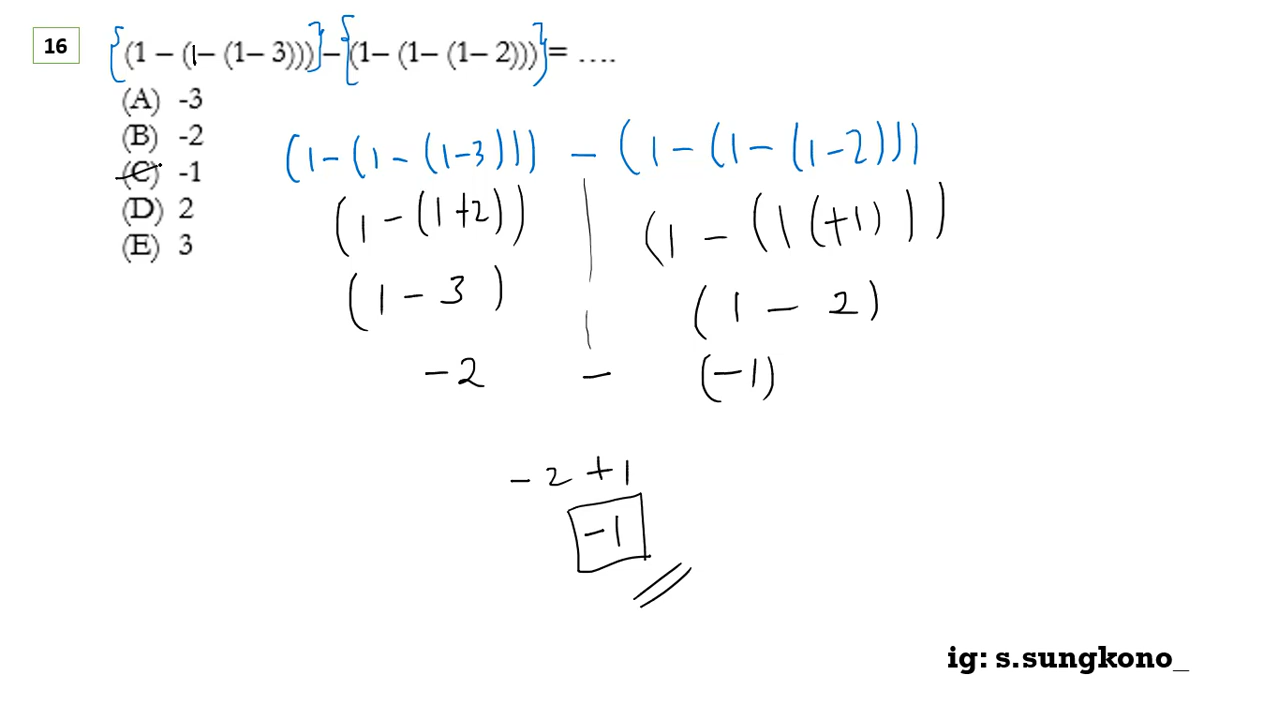 16 {(1 – (1– (1– 3)))} – {(1– (1– (1– 2)))} = ….
(A) -3
(B) -2
(C) -1
(D) 2
(E) 3
(1-(1-(1-3))) - (1-(1-(1-2)))
(1-(1+2)) (1-(1(+1)))
(1-3) (1-2)
-2 - (-1)
-2+1
-1
ig: s.sungkono_